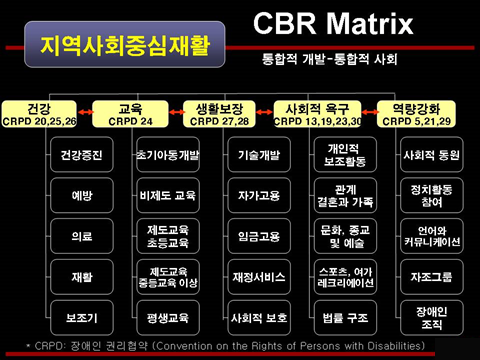 지역사회중심재활
CBR Matrix
통합적 개발-통합적 사회
건강
CRPD 20,25,26
교육
CRPD 24
생활보장
CRPD 27,28
사회적 욕구
CRPD 13,19,23,30
역량강화
CRPD 5,21,29
건강증진
초기아동개발
기술개발
개인적
보조활동
사회적 동원
예방
비제도 교육
자가고용
관계
결혼과 가족
정치활동
참여
의료
제도교육
초등교육
임금고용
문화, 종교
및 예술
언어와
커뮤니케이션
재활
제도교육
중등교육 이상
재정서비스
스포츠, 여가
레크리에이션
자조그룹
보조기
평생교육
사회적 보호
법률 구조
장애인
조직
* CRPD: 장애인 권리협약 (Convention on the Rights of Persons with Disabilities)